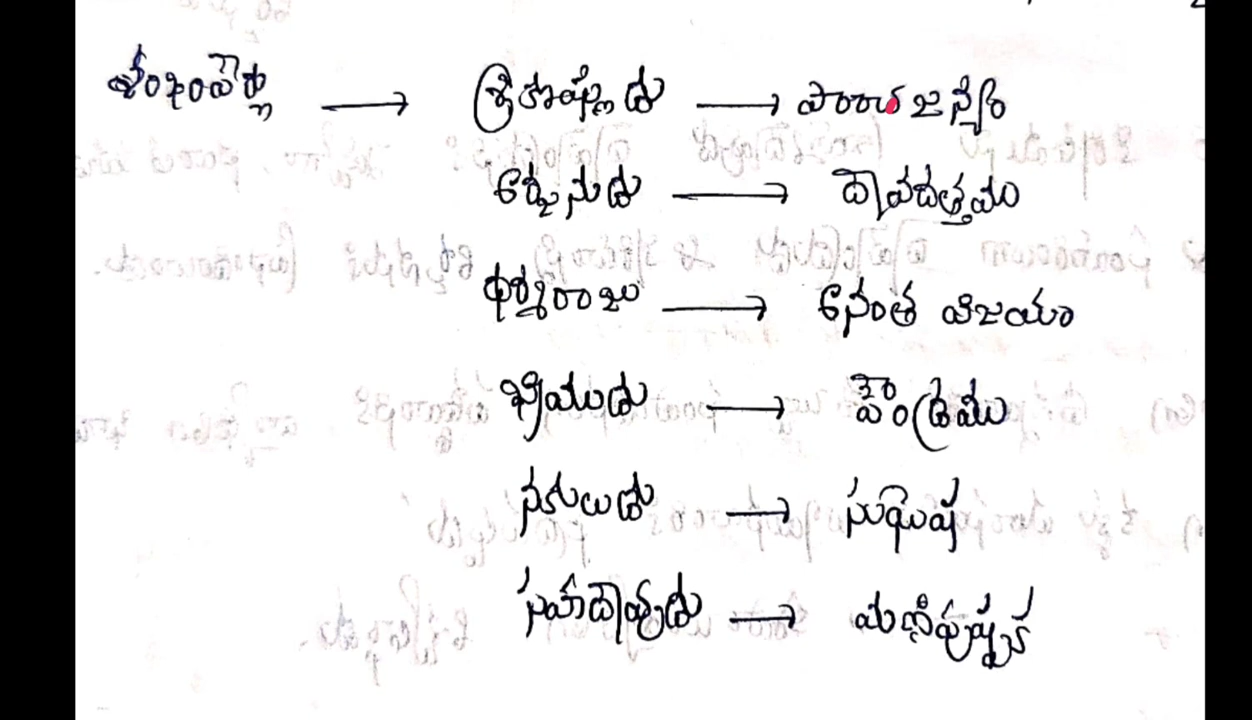 శంఖంపేర్లు → శ్రీకృష్ణుడు → పాంచజన్యం
అర్జునుడు → దేవదత్తము
ధర్మరాజు → అనంత విజయం
భీముడు → పౌండ్రము
నకులుడు → సుఘోష
సహదేవుడు → మణిపుష్పక